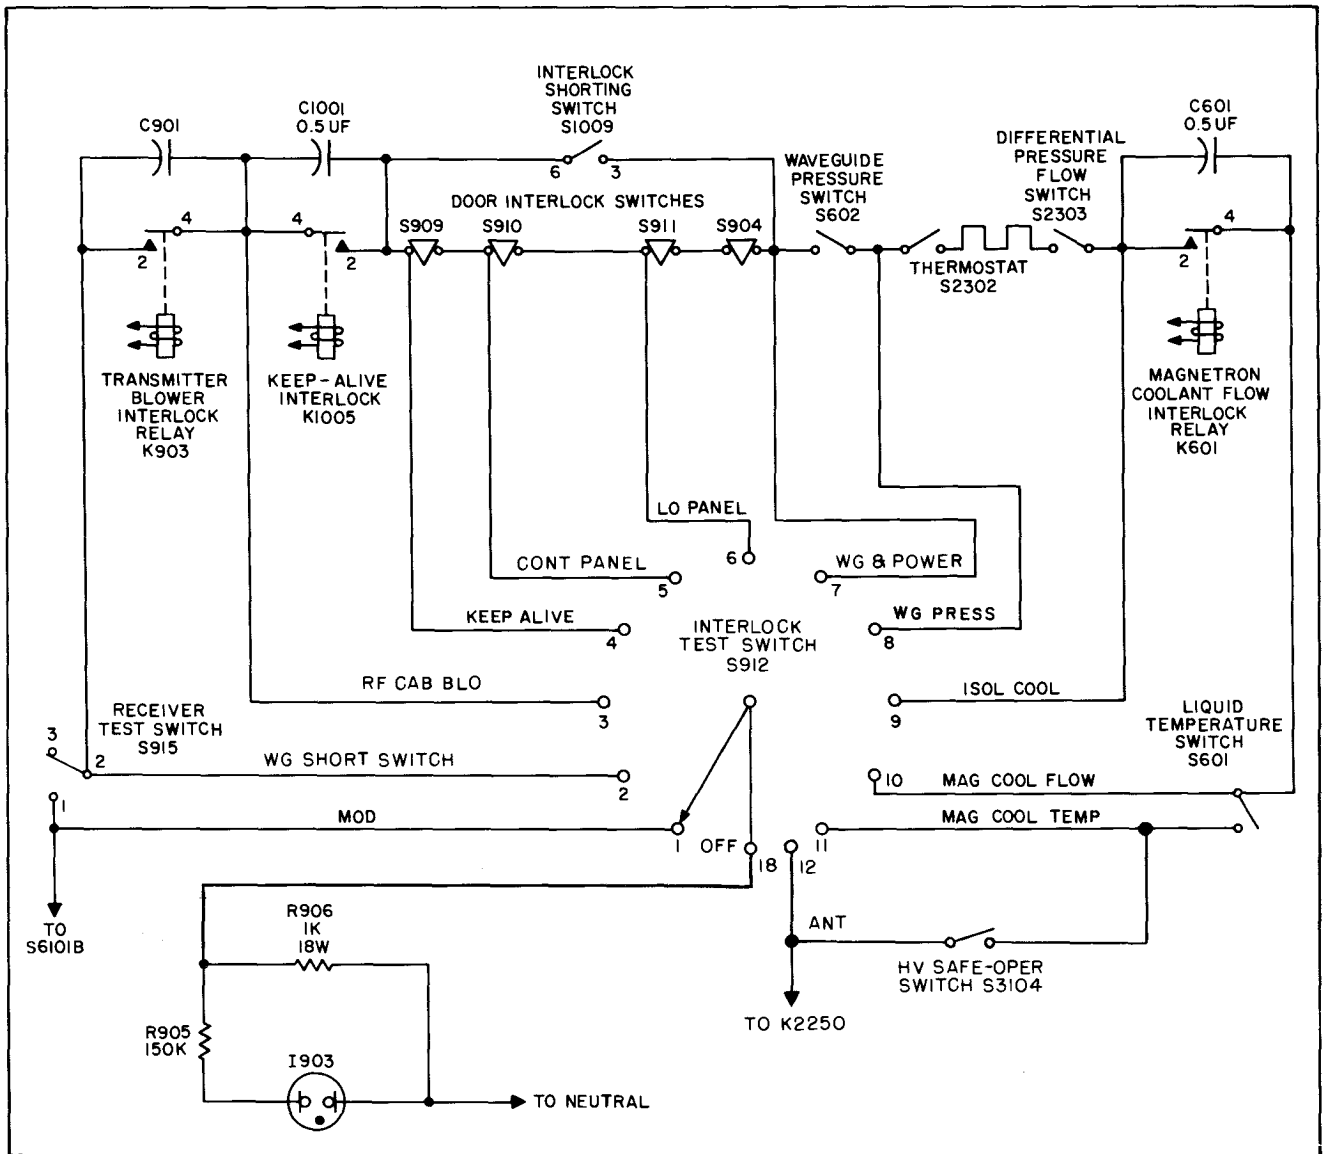 INTERLOCK
SHORTING
SWITCH
S1009
C901
C1001
0.5UF
6
3
WAVEGUIDE
PRESSURE
SWITCH
S602
DIFFERENTIAL
PRESSURE
FLOW
SWITCH
S2303
C601
0.5UF
DOOR INTERLOCK SWITCHES
S909
S910
S911
S904
4
2
4
2
THERMOSTAT
S2302
4
2
TRANSMITTER
BLOWER
INTERLOCK
RELAY
K903
KEEP-ALIVE
INTERLOCK
K1005
MAGNETRON
COOLANT FLOW
INTERLOCK
RELAY
K601
LO PANEL
6
CONT PANEL
5
WG & POWER
7
KEEP ALIVE
4
INTERLOCK
TEST SWITCH
S912
WG PRESS
8
RF CAB BLO
3
ISOL COOL
9
RECEIVER
TEST SWITCH
S915
3
2
1
LIQUID
TEMPERATURE
SWITCH
S601
WG SHORT SWITCH
2
10
MAG COOL FLOW
MOD
1
OFF
18
12
11
MAG COOL TEMP
TO
S6101B
R906
1K
18W
ANT
HV SAFE-OPER
SWITCH S3104
TO K2250
R905
150K
I903
TO NEUTRAL